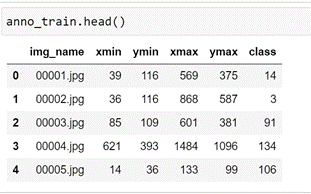 anno_train.head()
img_name xmin ymin xmax ymax class
0 00001.jpg 39 116 569 375 14
1 00002.jpg 36 116 868 587 3
2 00003.jpg 85 109 601 381 91
3 00004.jpg 621 393 1484 1096 134
4 00005.jpg 14 36 133 99 106